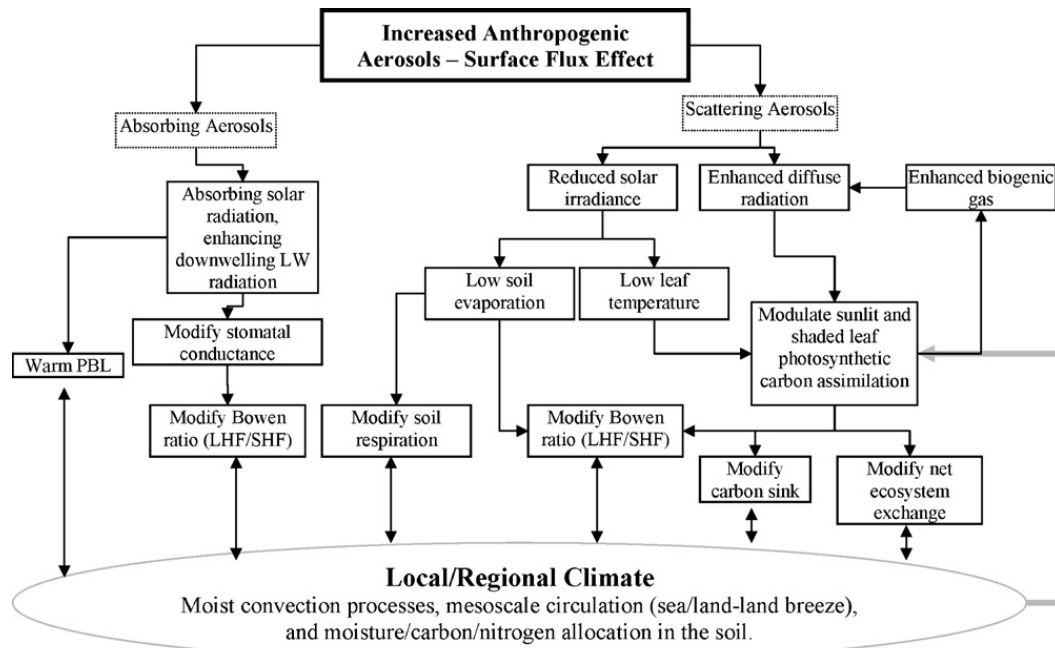 Increased Anthropogenic
Aerosols – Surface Flux Effect
Absorbing Aerosols
Scattering Aerosols
Absorbing solar
radiation,
enhancing
downwelling LW
radiation
Reduced solar
irradiance
Enhanced diffuse
radiation
Enhanced biogenic
gas
Low soil
evaporation
Low leaf
temperature
Modulate sunlit and
shaded leaf
photosynthetic
carbon assimilation
Modify stomatal
conductance
Warm PBL
Modify Bowen
ratio (LHF/SHF)
Modify soil
respiration
Modify Bowen
ratio (LHF/SHF)
Modify
carbon sink
Modify net
ecosystem
exchange
Local/Regional Climate
Moist convection processes, mesoscale circulation (sea/land-land breeze),
and moisture/carbon/nitrogen allocation in the soil.